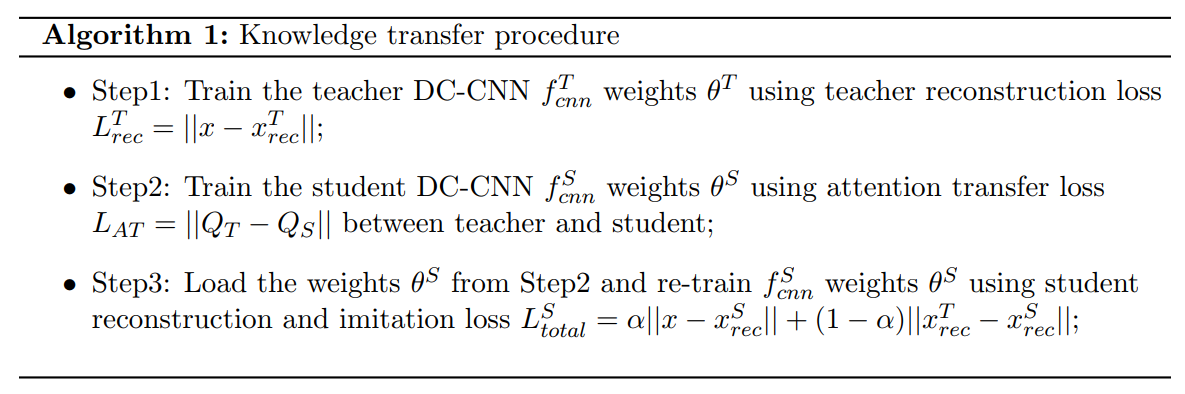 Algorithm 1: Knowledge transfer procedure
• Step1: Train the teacher DC-CNN $f_{cnn}^{T}$ weights $\theta^{T}$ using teacher reconstruction loss
$L_{rec}^{T} = ||x - x_{rec}^{T}||$;
• Step2: Train the student DC-CNN $f_{cnn}^{S}$ weights $\theta^{S}$ using attention transfer loss
$L_{AT} = ||Q_T - Q_S||$ between teacher and student;
• Step3: Load the weights $\theta^{S}$ from Step2 and re-train $f_{cnn}^{S}$ weights $\theta^{S}$ using student
reconstruction and imitation loss $L_{total}^{S} = \alpha||x - x_{rec}^{S}|| + (1 - \alpha)||x_{rec}^{T} - x_{rec}^{S}||$;